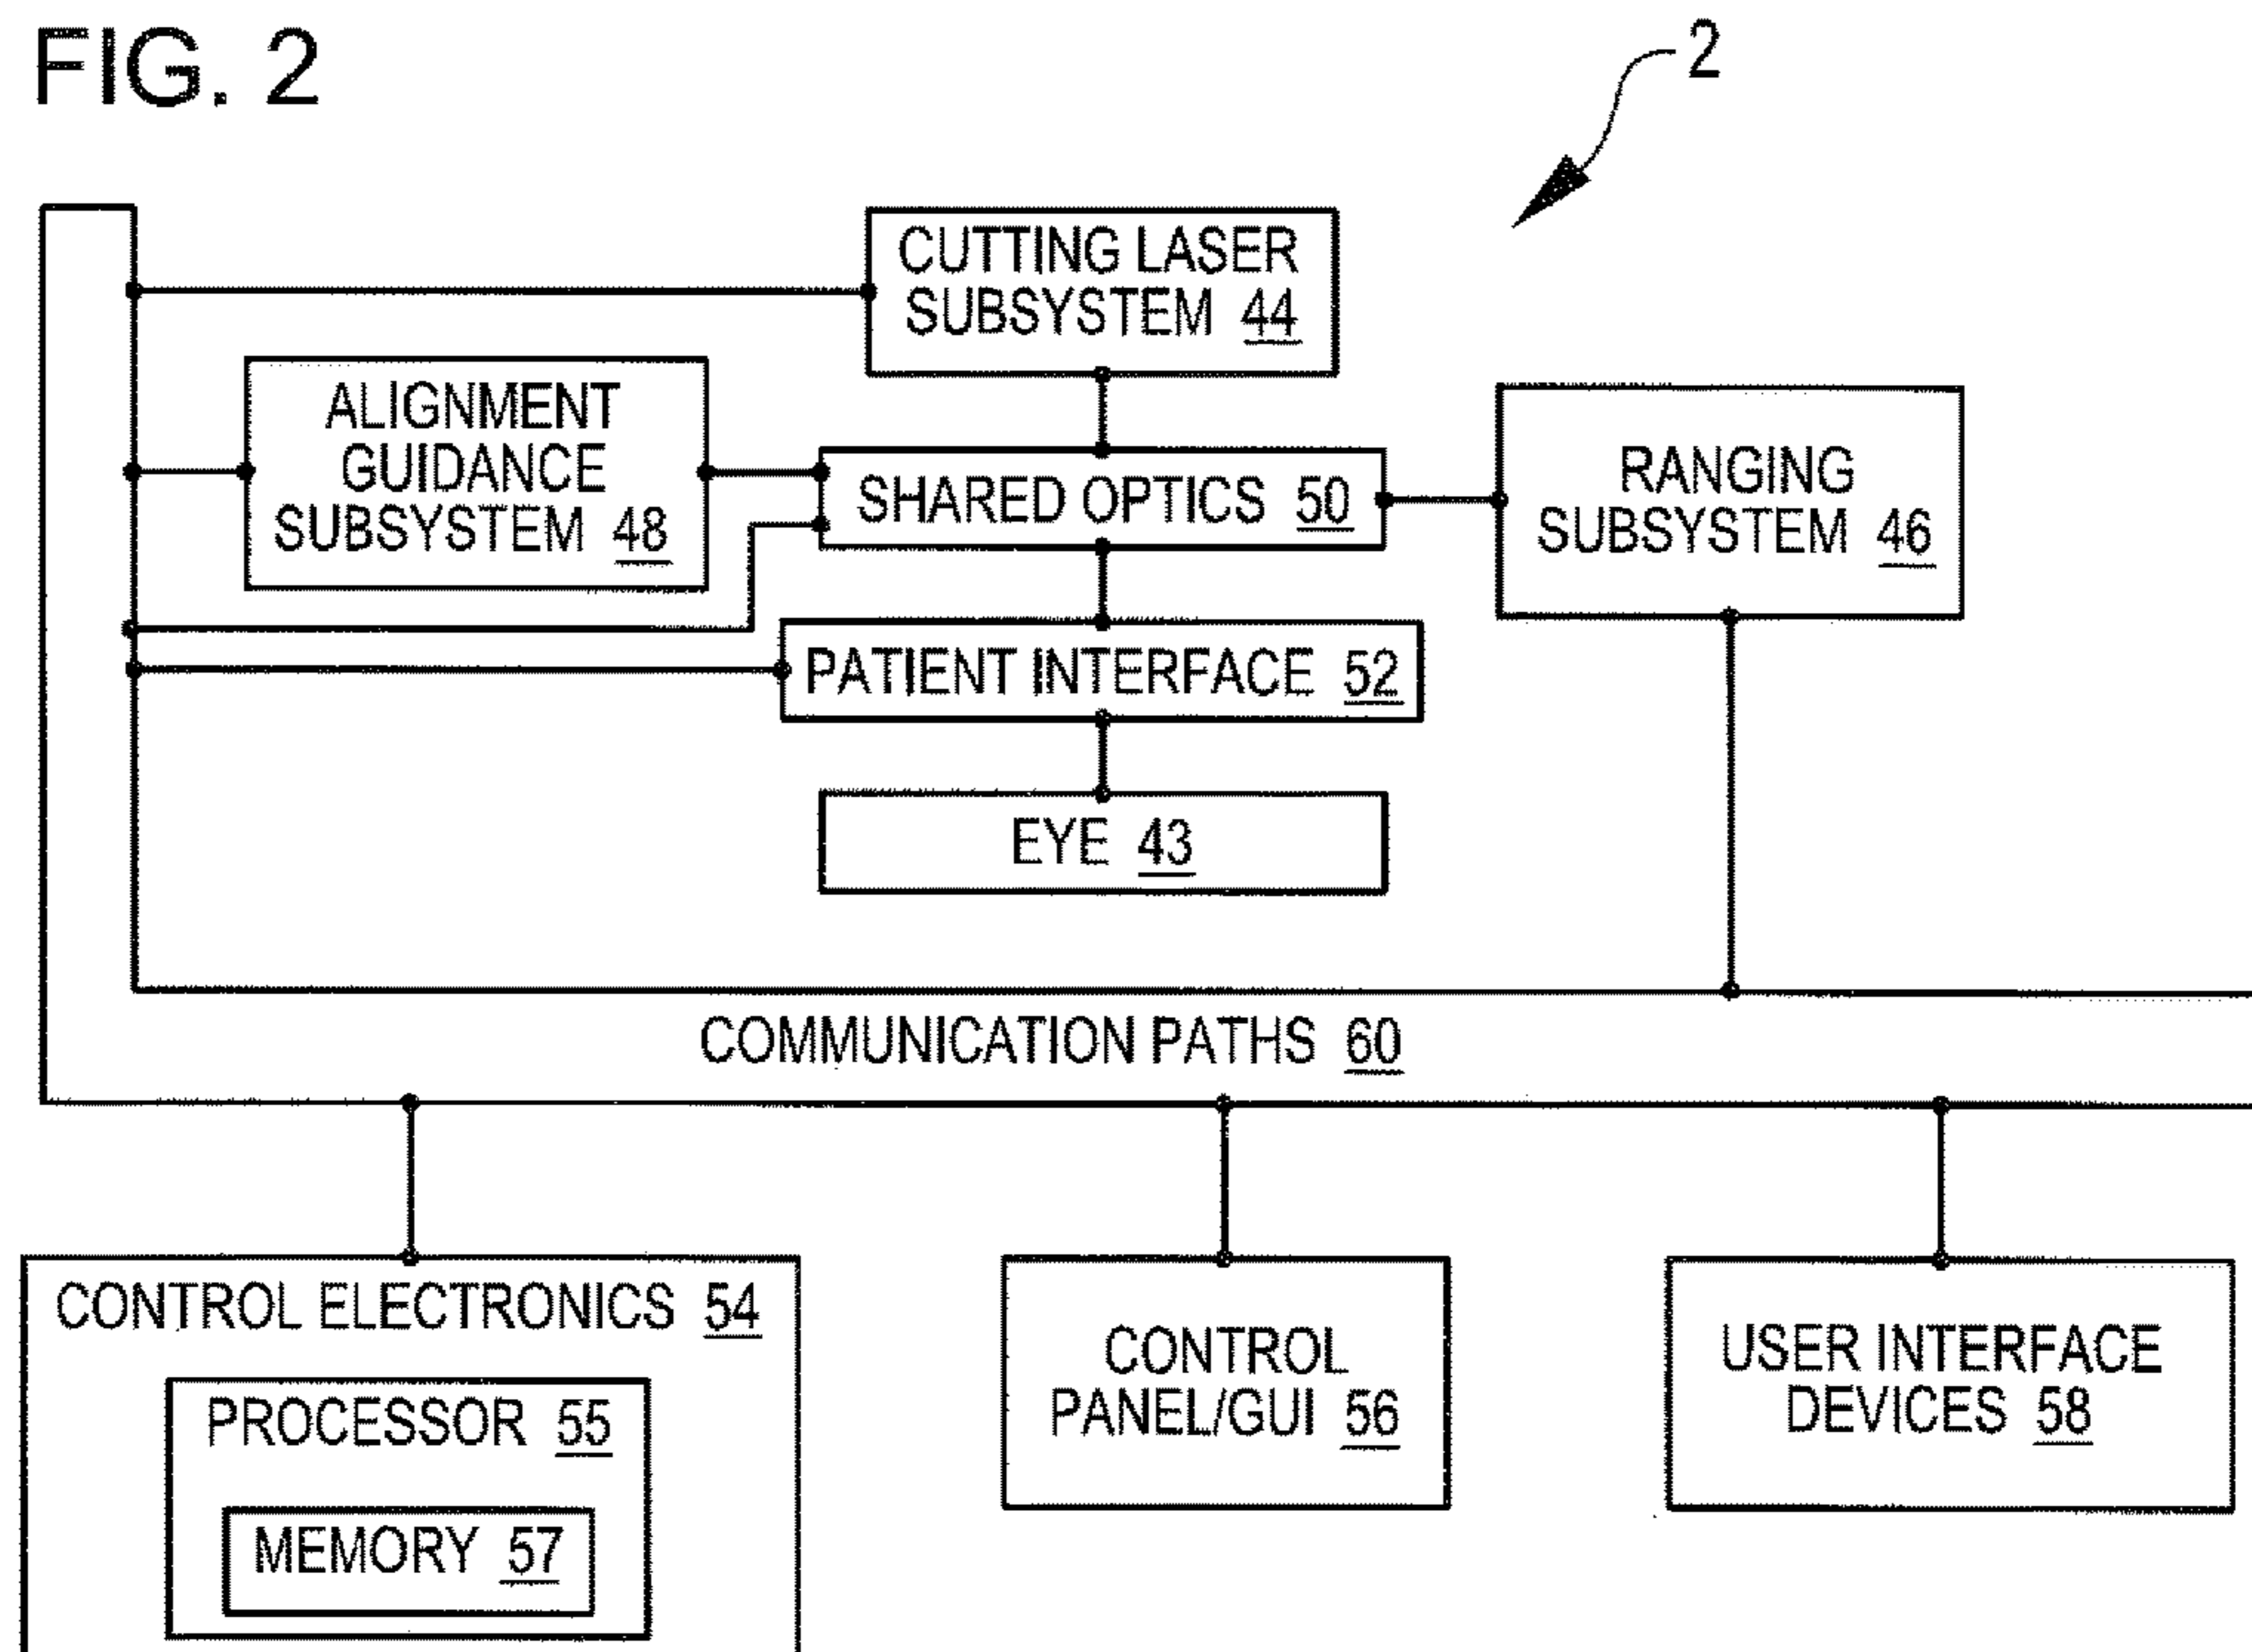 FIG. 2
2
CUTTING LASER
SUBSYSTEM 44
ALIGNMENT
GUIDANCE
SUBSYSTEM 48
SHARED OPTICS 50
RANGING
SUBSYSTEM 46
PATIENT INTERFACE 52
EYE 43
COMMUNICATION PATHS 60
CONTROL ELECTRONICS 54
PROCESSOR 55
MEMORY 57
CONTROL
PANEL/GUI 56
USER INTERFACE
DEVICES 58